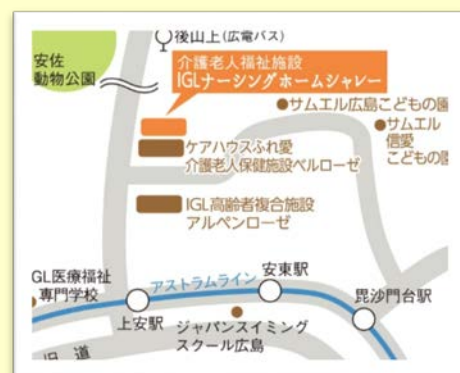 後山上(広電バス)
安佐
動物公園
介護老人福祉施設
IGLナーシングホームシャレー
サムエル広島こどもの園
サムエル
信愛
こどもの園
ケアハウスふれ愛
介護老人保健施設ベルローゼ
IGL高齢者複合施設
アルペンローゼ
GL医療福祉
専門学校
アストラムライン
安東駅
上安駅
毘沙門台駅
ジャパンスイミング
スクール広島
旧道